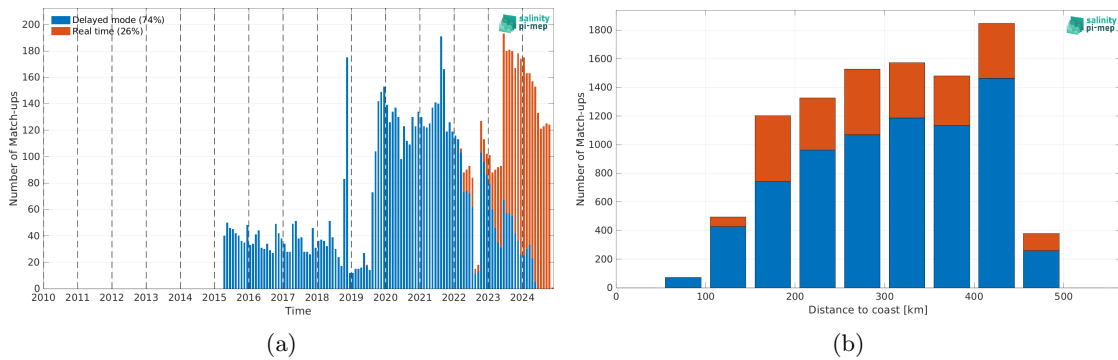 Delayed mode (74%)
Real time (26%)
salinity
pi-mep
Number of Match-ups
200
180
160
140
120
100
80
60
40
20
0
2010 2011 2012 2013 2014 2015 2016 2017 2018 2019 2020 2021 2022 2023 2024
Time
(a)
salinity
pi-mep
Number of Match-ups
1800
1600
1400
1200
1000
800
600
400
200
0
0 100 200 300 400 500
Distance to coast [km]
(b)